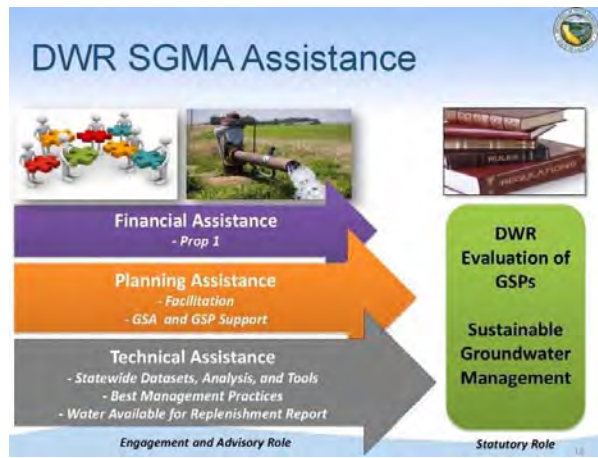 DWR SGMA Assistance
RULES
REGULATIONS
Financial Assistance
- Prop 1
Planning Assistance
- Facilitation
- GSA and GSP Support
Technical Assistance
- Statewide Datasets, Analysis, and Tools
- Best Management Practices
- Water Available for Replenishment Report
DWR
Evaluation of
GSPs
Sustainable
Groundwater
Management
Engagement and Advisory Role
Statutory Role